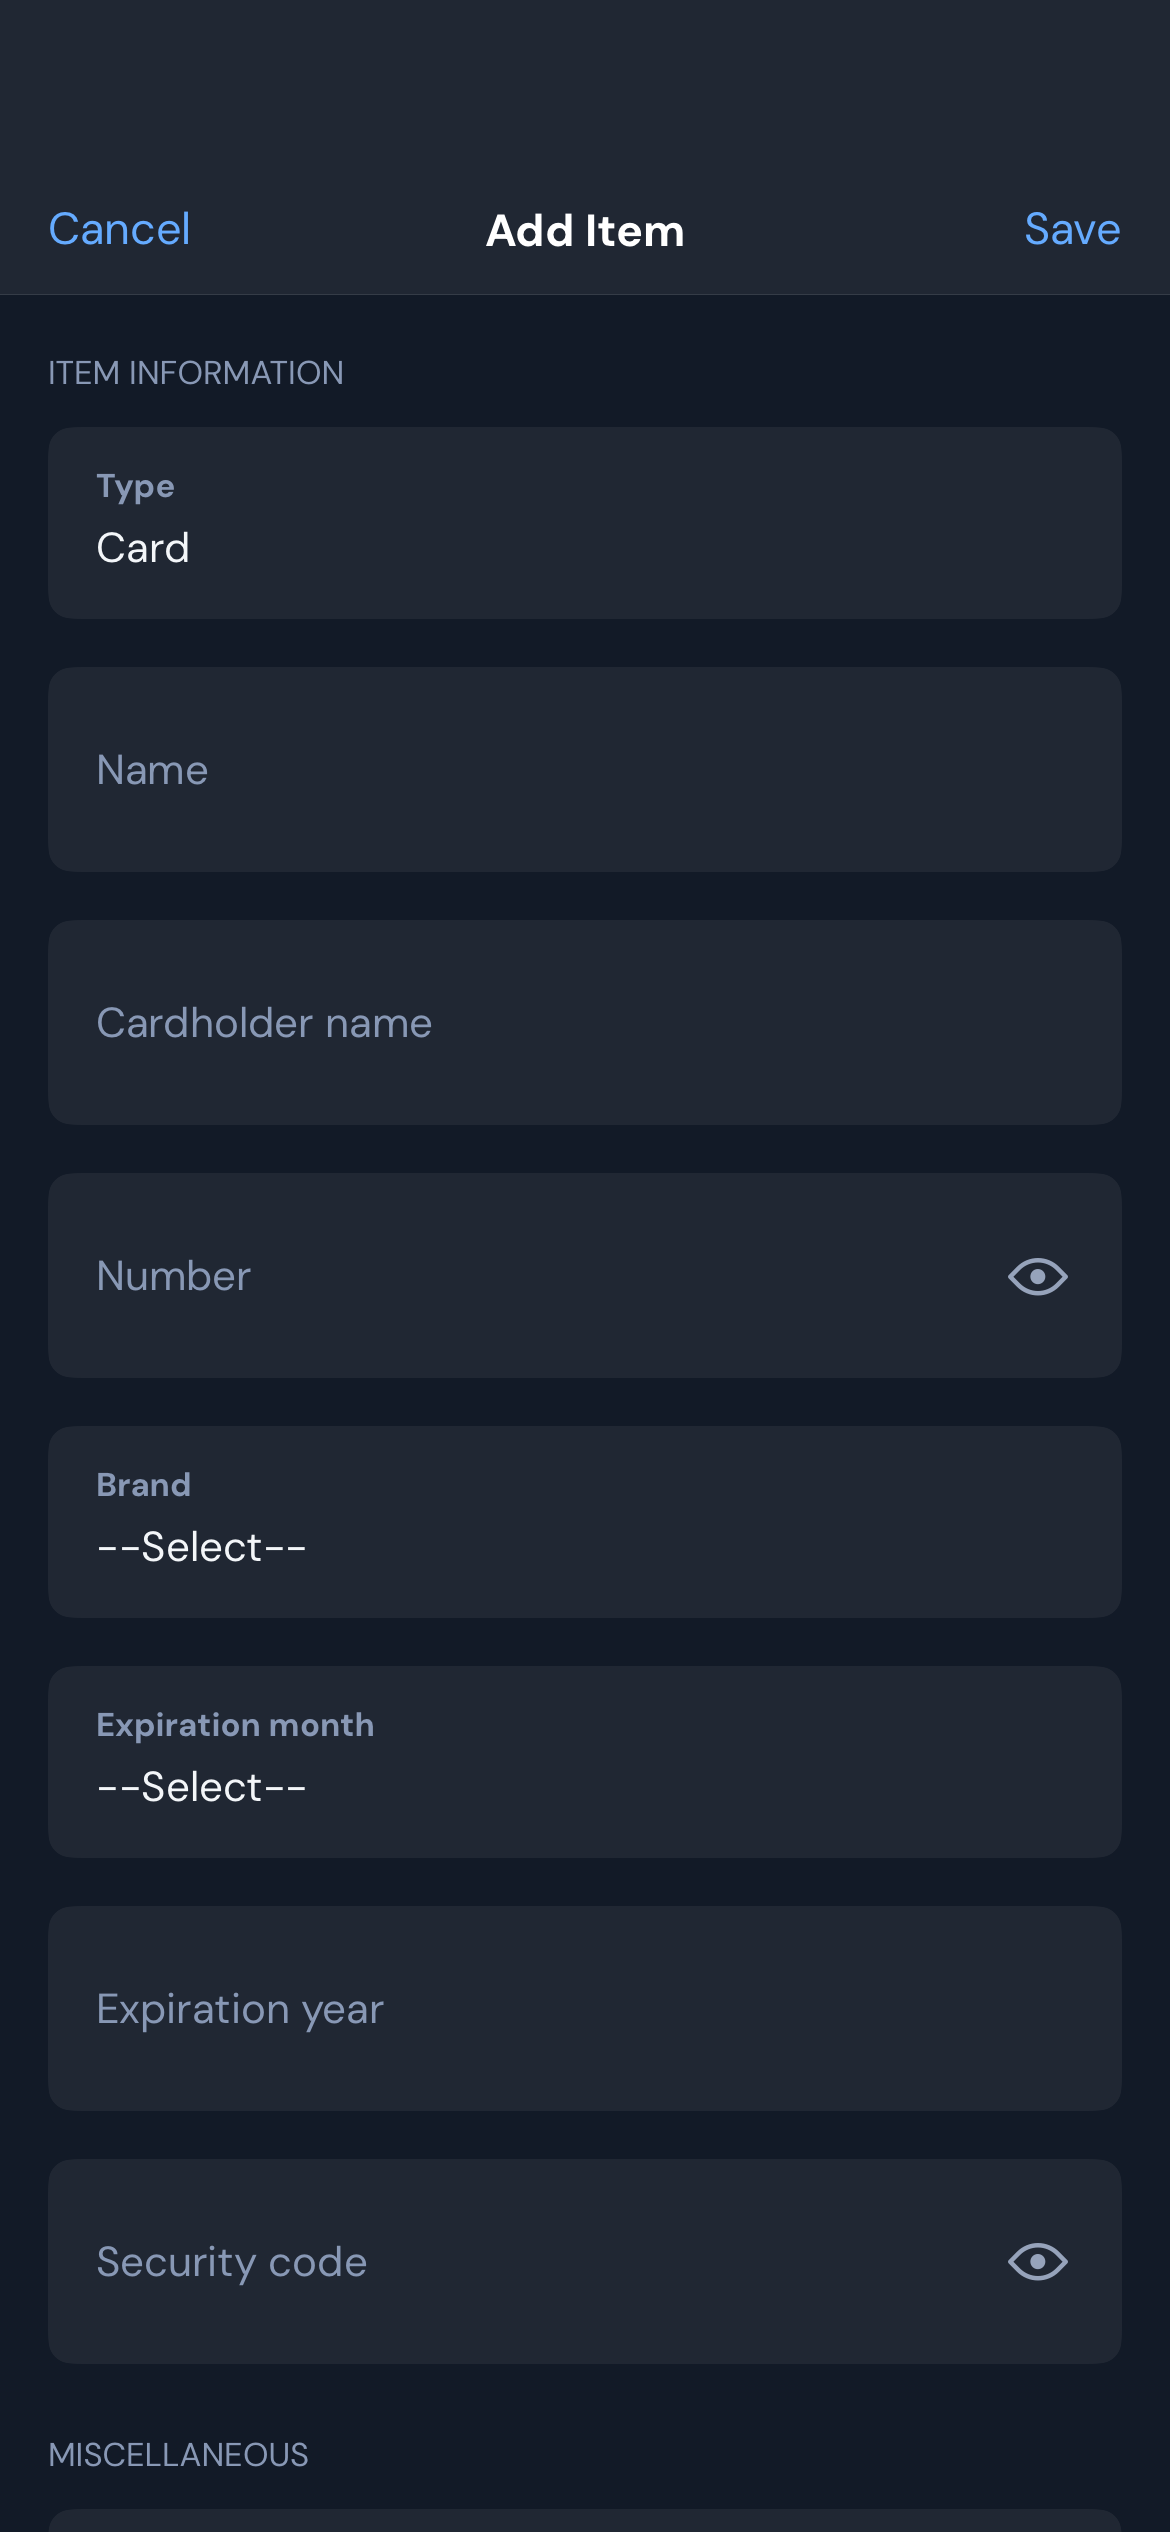 Cancel Add Item Save
ITEM INFORMATION
Type
Card
Name
Cardholder name
Number
Brand
--Select--
Expiration month
--Select--
Expiration year
Security code
MISCELLANEOUS